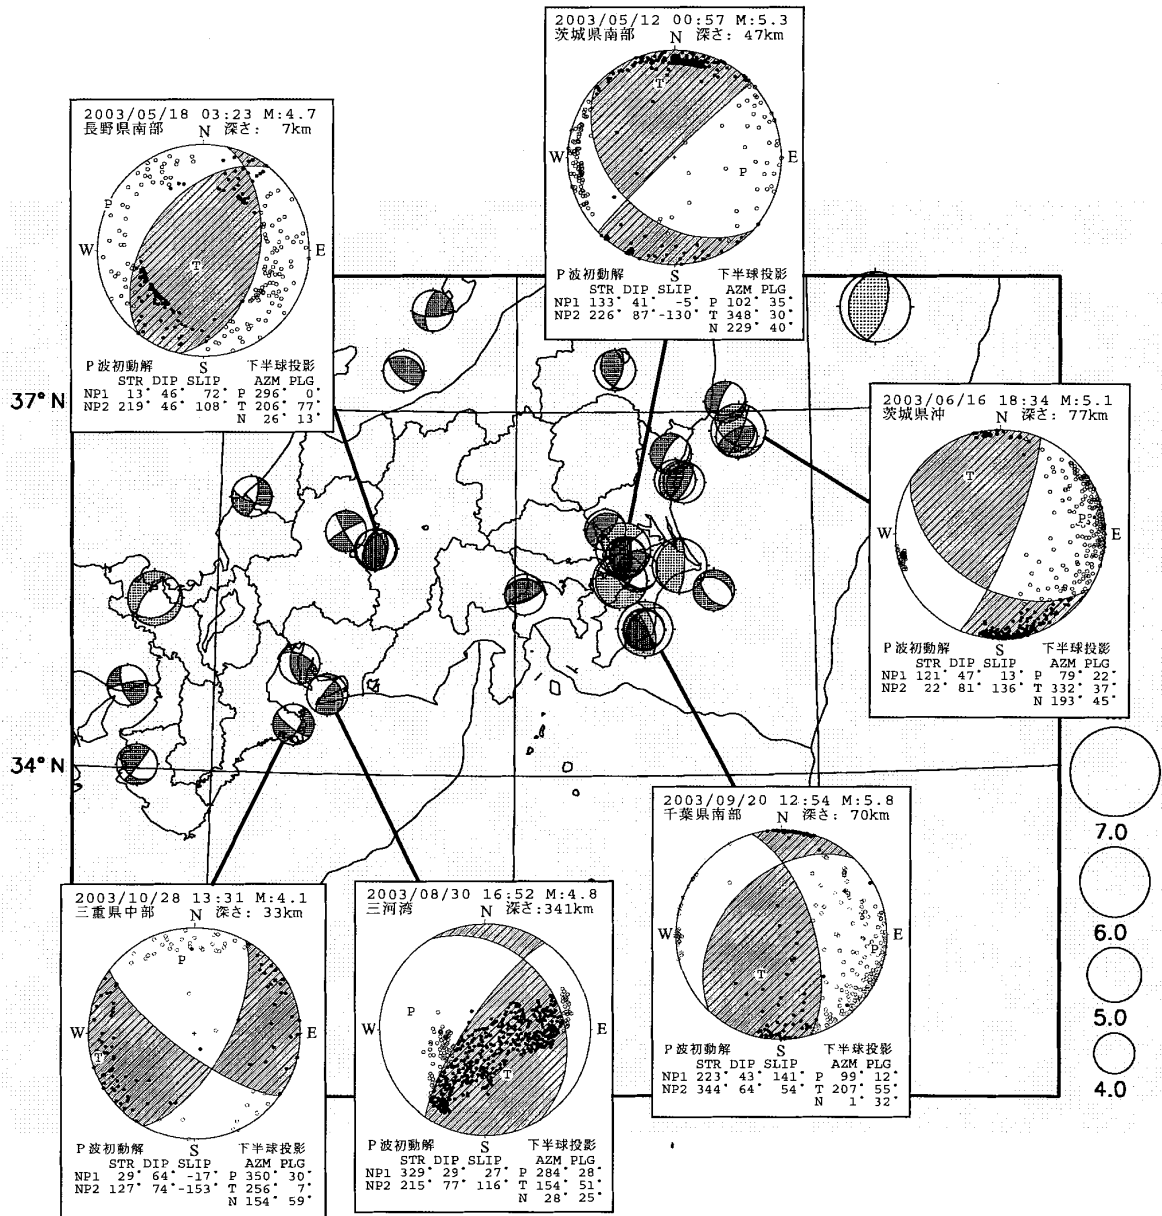 2003/05/12 00:57 M:5.3
茨城県南部 N 深さ: 47km
T
W E
P
S
P波初動解 下半球投影
STR DIP SLIP AZM PLG
NP1 133° 41° -5° P 102° 35°
NP2 226° 87° -130° T 348° 30°
N 229° 40°
2003/05/18 03:23 M:4.7
長野県南部 N 深さ: 7km
P
W E
T
S
P波初動解 下半球投影
STR DIP SLIP AZM PLG
NP1 13° 46° 72° P 296° 0°
NP2 219° 46° 108° T 206° 77°
N 26° 13°
37°N
2003/06/16 18:34 M:5.1
茨城県沖 N 深さ: 77km
T
P
W E
S
P波初動解 下半球投影
STR DIP SLIP AZM PLG
NP1 121° 47° 13° P 79° 22°
NP2 22° 81° 136° T 332° 37°
N 193° 45°
34°N
7.0
6.0
5.0
4.0
2003/09/20 12:54 M:5.8
千葉県南部 N 深さ: 70km
W E
P
T
S
P波初動解 下半球投影
STR DIP SLIP AZM PLG
NP1 223° 43° 141° P 99° 12°
NP2 344° 64° 54° T 207° 55°
N 1° 32°
2003/10/28 13:31 M:4.1
三重県中部 N 深さ: 33km
P
W E
T
S
P波初動解 下半球投影
STR DIP SLIP AZM PLG
NP1 29° 64° -17° P 350° 30°
NP2 127° 74° -153° T 256° 7°
N 154° 59°
2003/08/30 16:52 M:4.8
三河湾 N 深さ:341km
P
W E
T
S
P波初動解 下半球投影
STR DIP SLIP AZM PLG
NP1 329° 29° 27° P 284° 28°
NP2 215° 77° 116° T 154° 51°
N 28° 25°